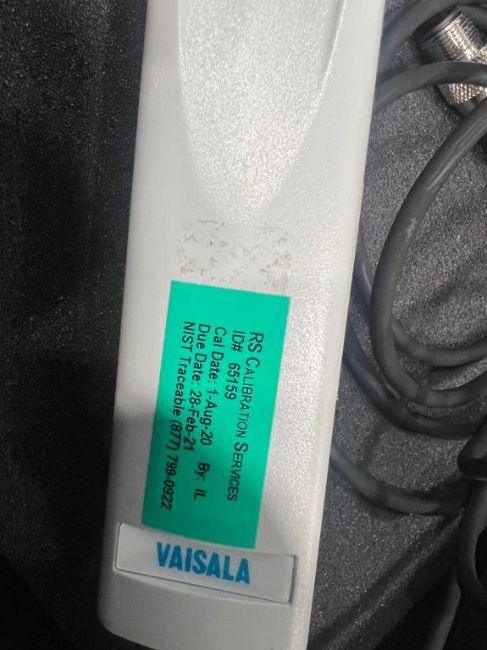 RS CALIBRATION SERVICES
ID# 65159
Cal Date: 1-Aug-20 By: IL
Due Date: 28-Feb-21
NIST Traceable (877) 799-0922
VAISALA